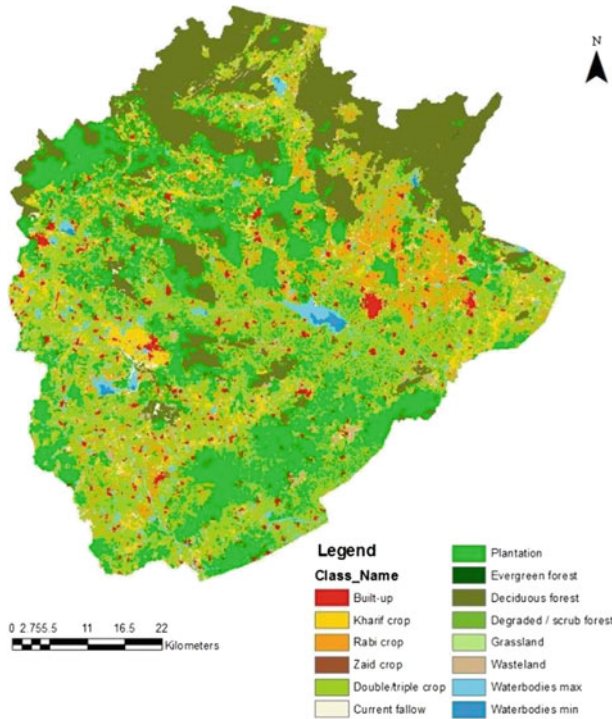 N
Legend
Class_Name
Built-up
Kharif crop
Rabi crop
Zaid crop
Double/triple crop
Current fallow
Plantation
Evergreen forest
Deciduous forest
Degraded / scrub forest
Grassland
Wasteland
Waterbodies max
Waterbodies min
0 2.755.5 11 16.5 22
Kilometers